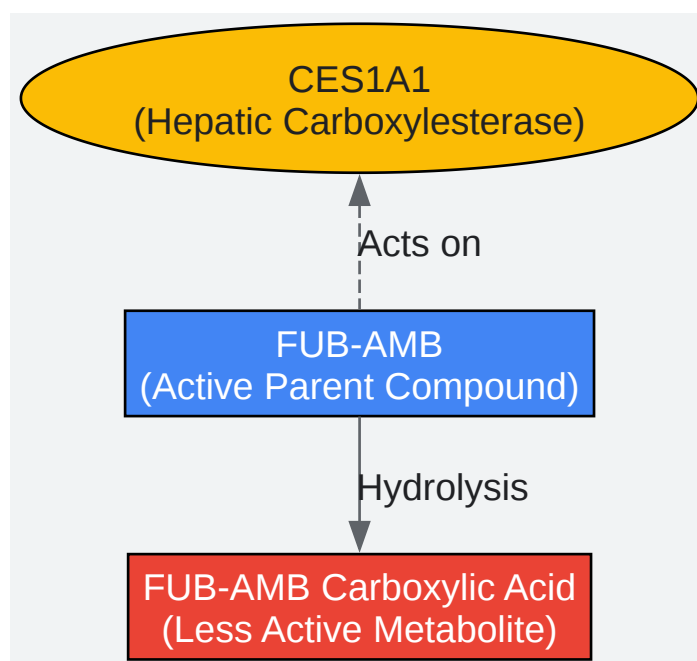 CES1A1
(Hepatic Carboxylesterase)
Acts on
FUB-AMB
(Active Parent Compound)
Hydrolysis
FUB-AMB Carboxylic Acid
(Less Active Metabolite)